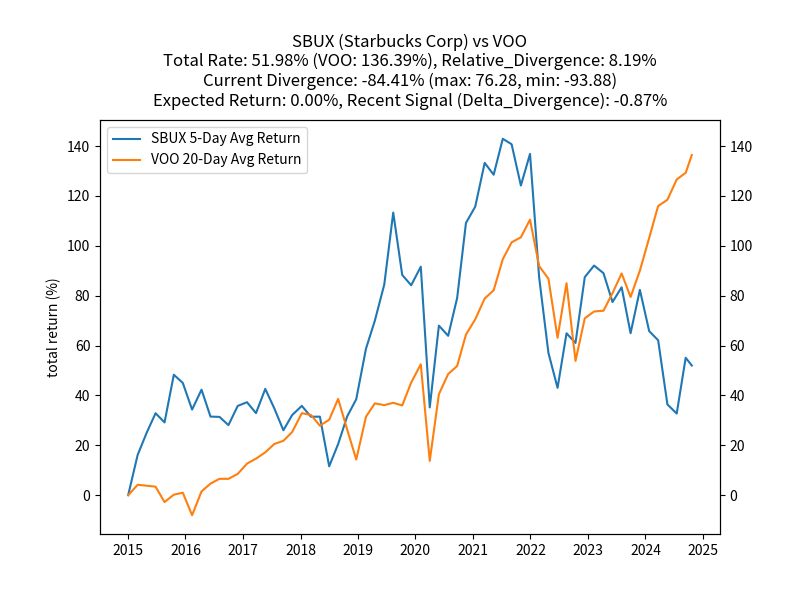 SBUX (Starbucks Corp) vs VOO
Total Rate: 51.98% (VOO: 136.39%), Relative_Divergence: 8.19%
Current Divergence: -84.41% (max: 76.28, min: -93.88)
Expected Return: 0.00%, Recent Signal (Delta_Divergence): -0.87%
SBUX 5-Day Avg Return
VOO 20-Day Avg Return
total return (%)
140 140
120 120
100 100
80 80
60 60
40 40
20 20
0 0
2015 2016 2017 2018 2019 2020 2021 2022 2023 2024 2025